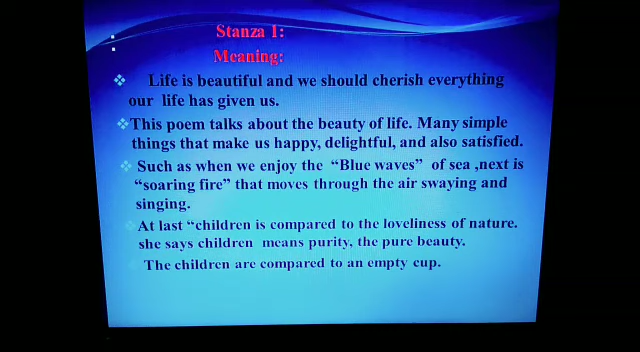 Stanza 1:
Meaning:
Life is beautiful and we should cherish everything
our life has given us.
This poem talks about the beauty of life. Many simple
things that make us happy, delightful, and also satisfied.
Such as when we enjoy the “Blue waves” of sea ,next is
“soaring fire” that moves through the air swaying and
singing.
At last “children is compared to the loveliness of nature.
she says children means purity, the pure beauty.
The children are compared to an empty cup.